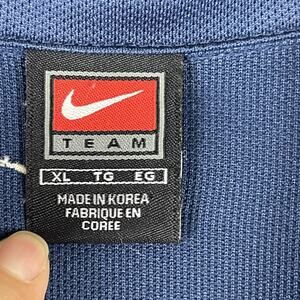 TEAM
XL TG EG
MADE IN KOREA
FABRIQUE EN
COREE